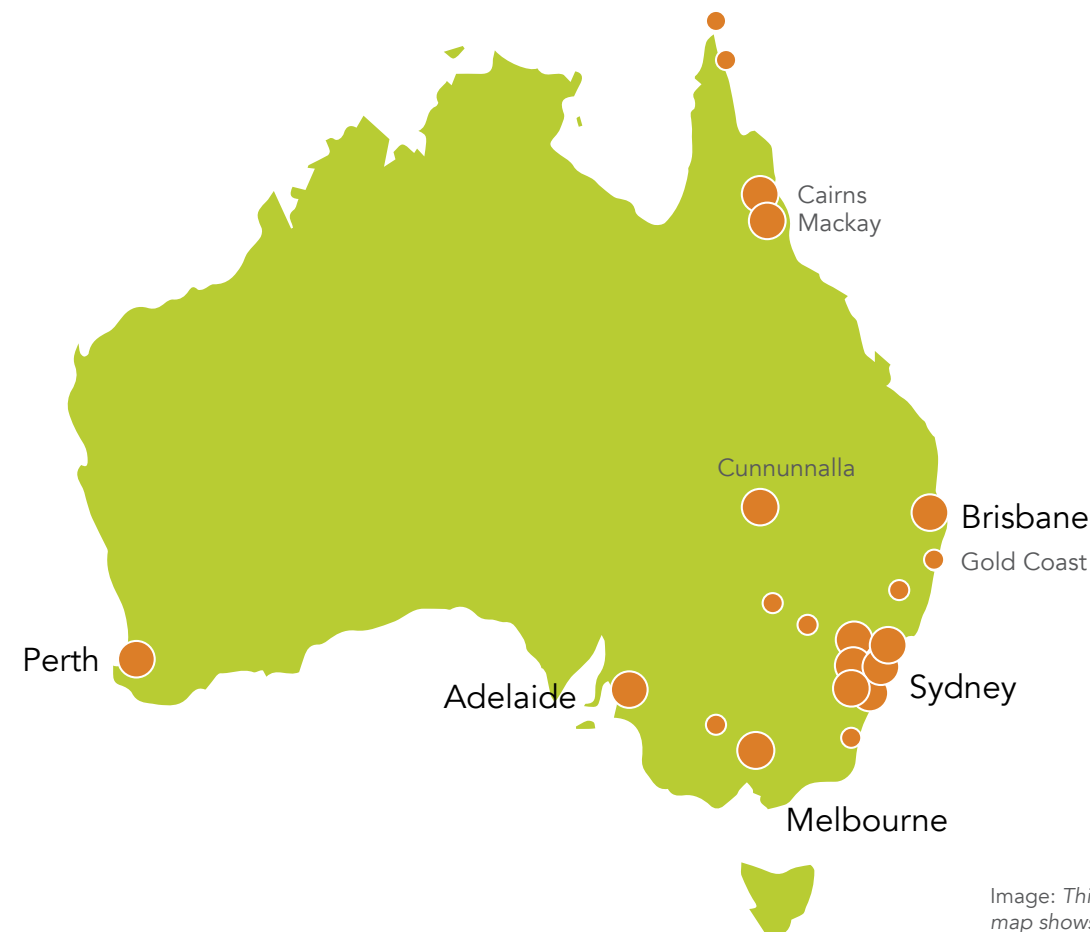 Cairns
Mackay
Cunnunnalla
Brisbane
Gold Coast
Perth
Adelaide
Sydney
Melbourne
Image: Thi
map shows